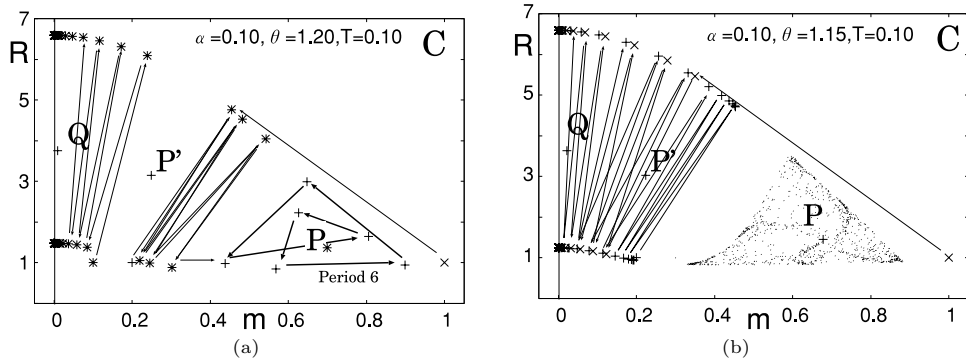 α =0.10, θ =1.20,T=0.10
C
R
7
5
3
1
Q
P'
P
Period 6
0
0.2
0.4
0.6
0.8
1
m
(a)
α =0.10, θ =1.15,T=0.10
C
R
7
5
3
1
Q
P'
P
0
0.2
0.4
0.6
0.8
1
m
(b)